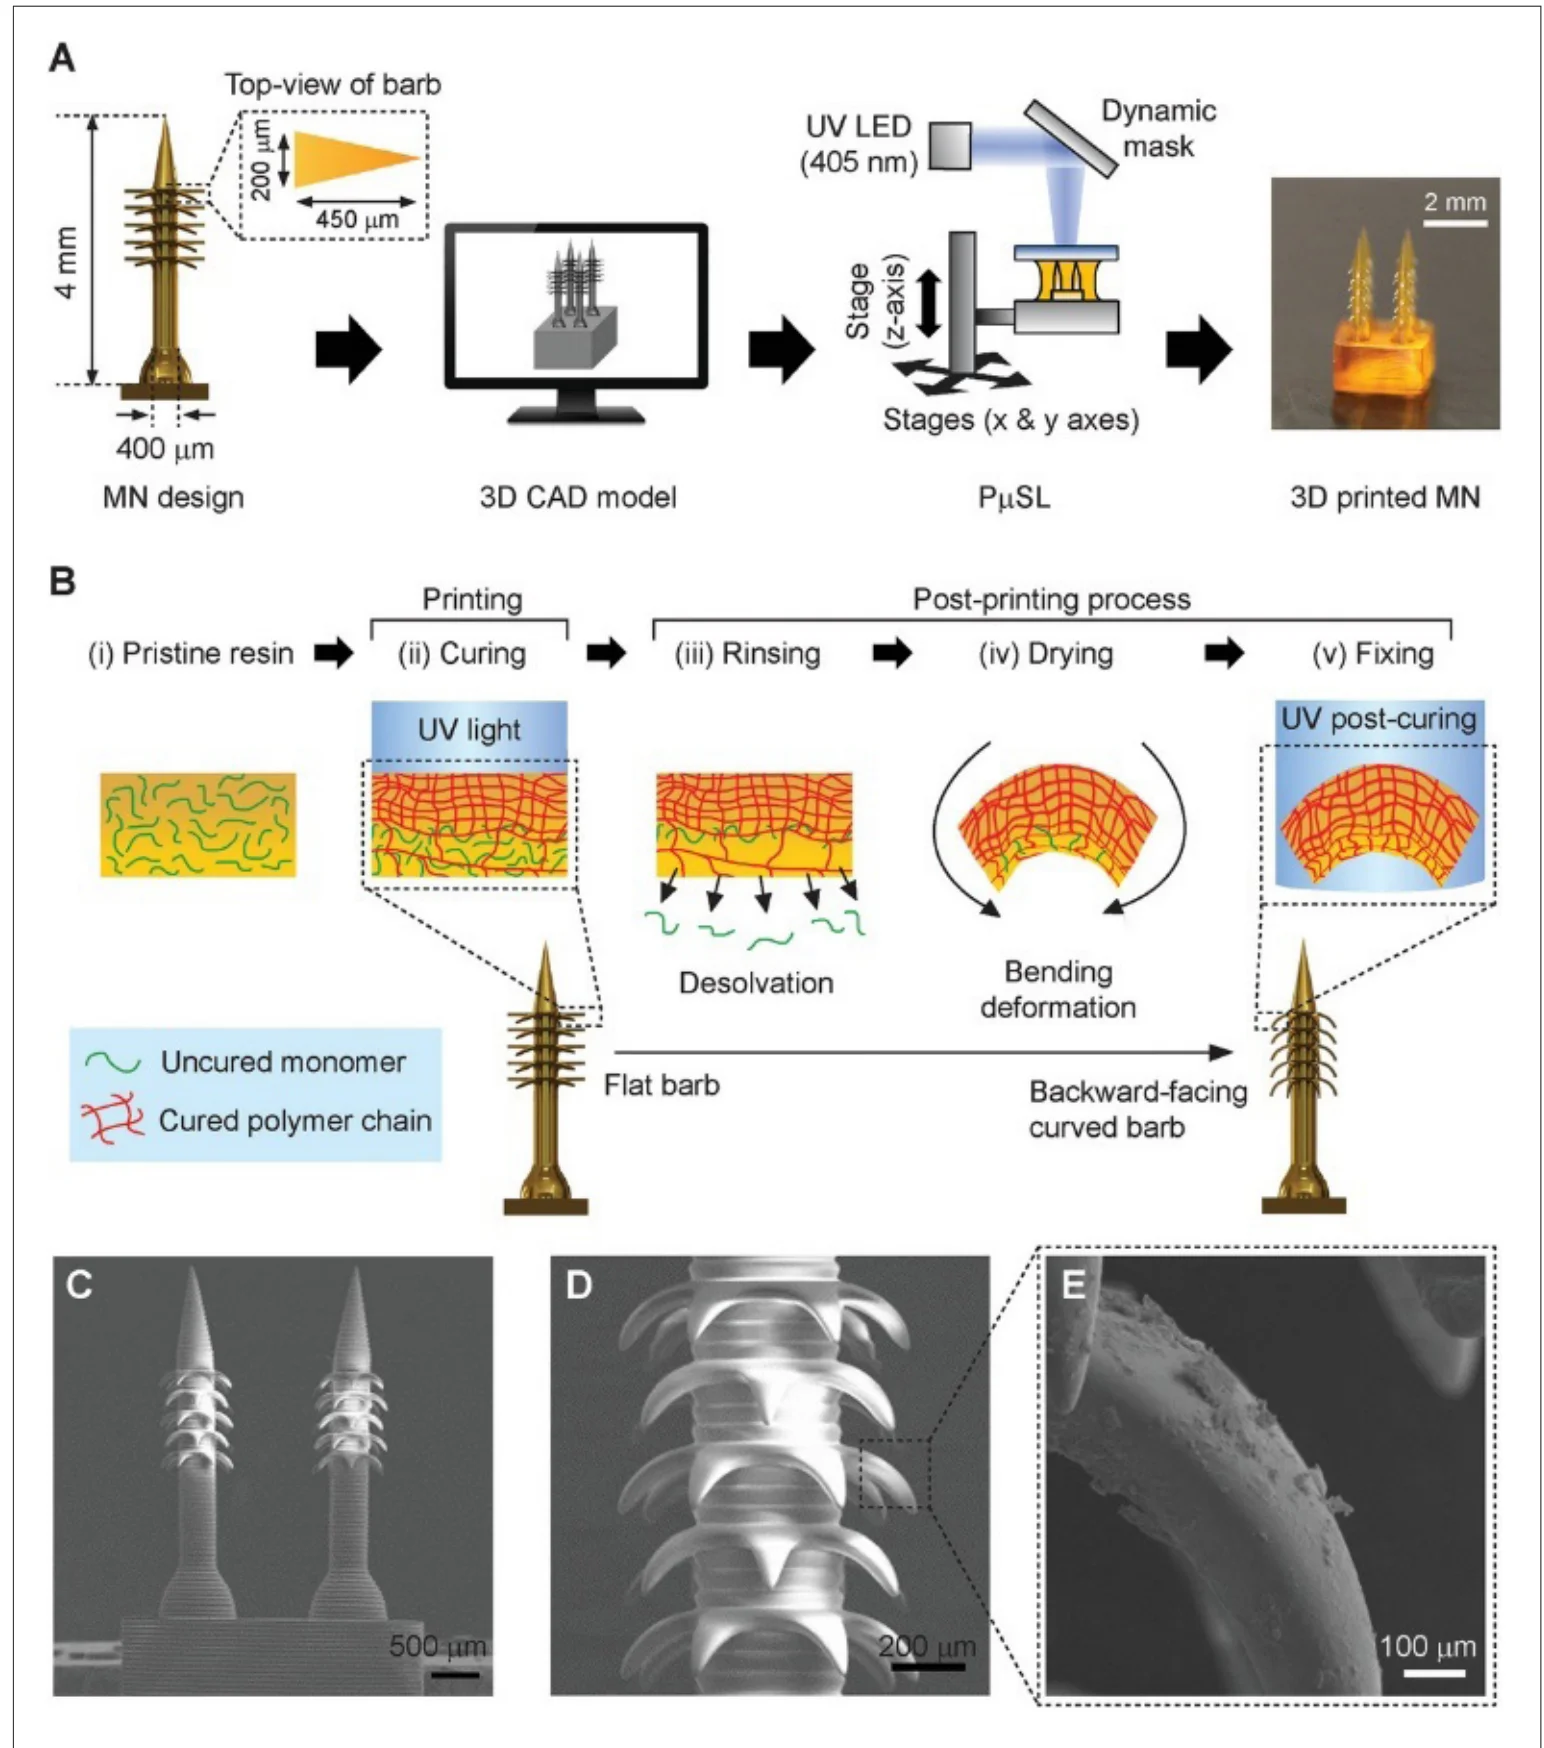 A
Top-view of barb
200 μm
450 μm
4 mm
400 μm
MN design
3D CAD model
UV LED
(405 nm)
Dynamic
mask
Stage
(z-axis)
Stages (x & y axes)
PμSL
2 mm
3D printed MN
B
Printing
Post-printing process
(i) Pristine resin
(ii) Curing
(iii) Rinsing
(iv) Drying
(v) Fixing
UV light
UV post-curing
Desolvation
Bending
deformation
Uncured monomer
Cured polymer chain
Flat barb
Backward-facing
curved barb
C
500 μm
D
200 μm
E
100 μm